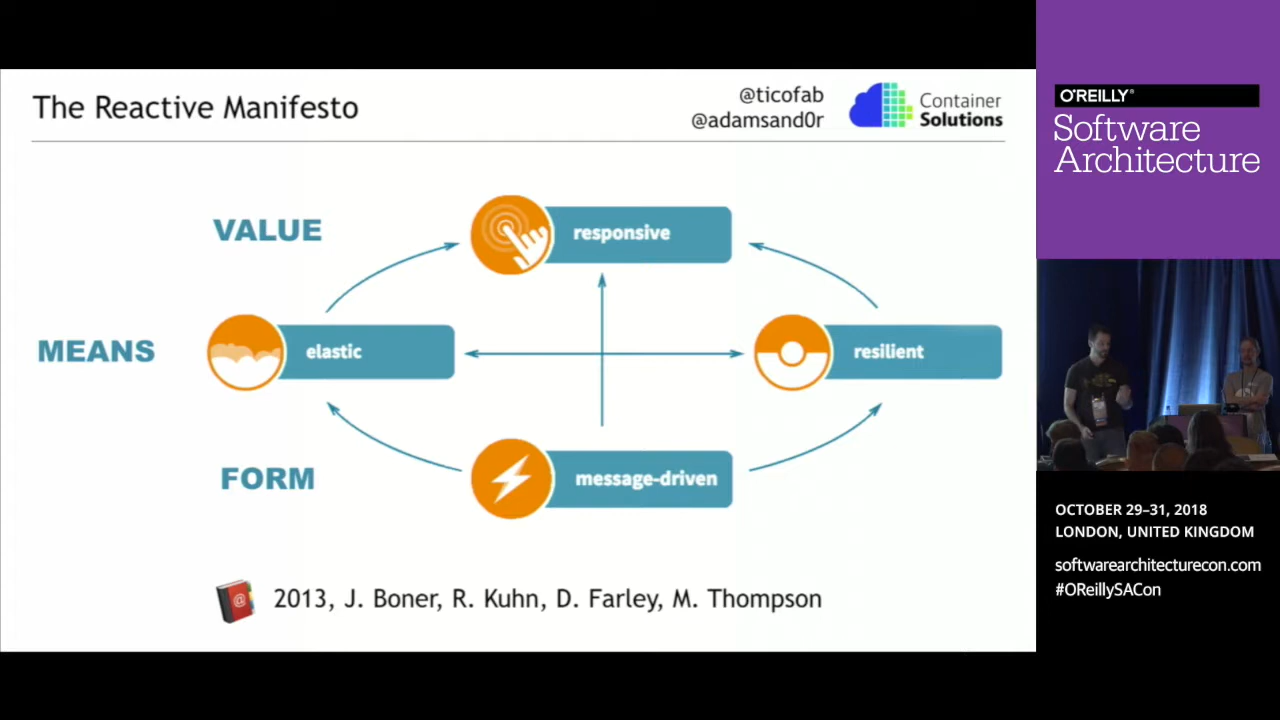 The Reactive Manifesto
@ticofab
@adamsand0r
Container
Solutions
VALUE
responsive
MEANS
elastic
resilient
FORM
message-driven
@
2013, J. Boner, R. Kuhn, D. Farley, M. Thompson
O'REILLY®
Software
Architecture
OCTOBER 29–31, 2018
LONDON, UNITED KINGDOM
softwarearchitecturecon.com
#OReillySACon